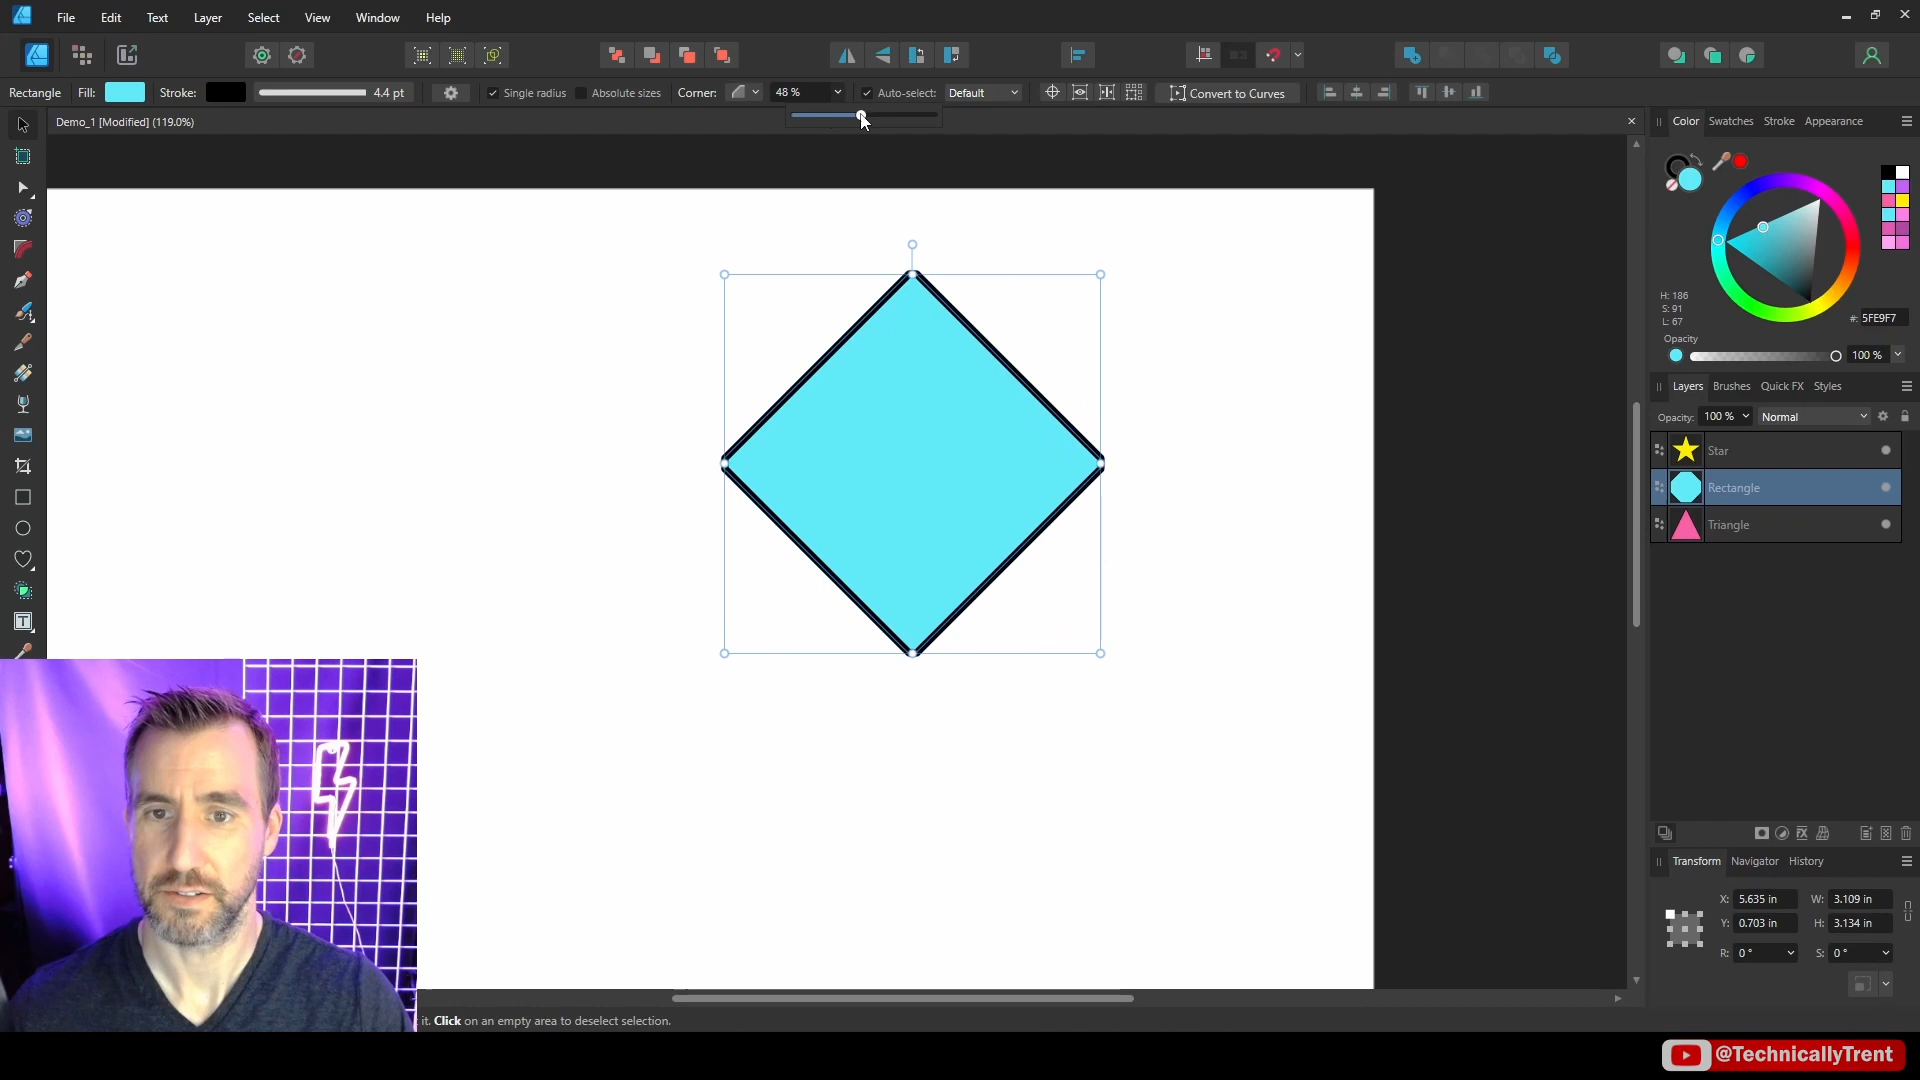 File Edit Text Layer Select View Window Help
Rectangle Fill: Stroke: 4.4 pt Single radius Absolute sizes Corner: 48 % Auto-select: Default Convert to Curves
Demo_1 [Modified] (119.0%)
Color Swatches Stroke Appearance
H: 186
S: 91
L: 67
#: 5FE9F7
Opacity
100 %
Layers Brushes Quick FX Styles
Opacity: 100 % Normal
Star
Rectangle
Triangle
Transform Navigator History
X: 5.635 in W: 3.109 in
Y: 0.703 in H: 3.134 in
R: 0 ° S: 0 °
it. Click on an empty area to deselect selection.
@TechnicallyTrent